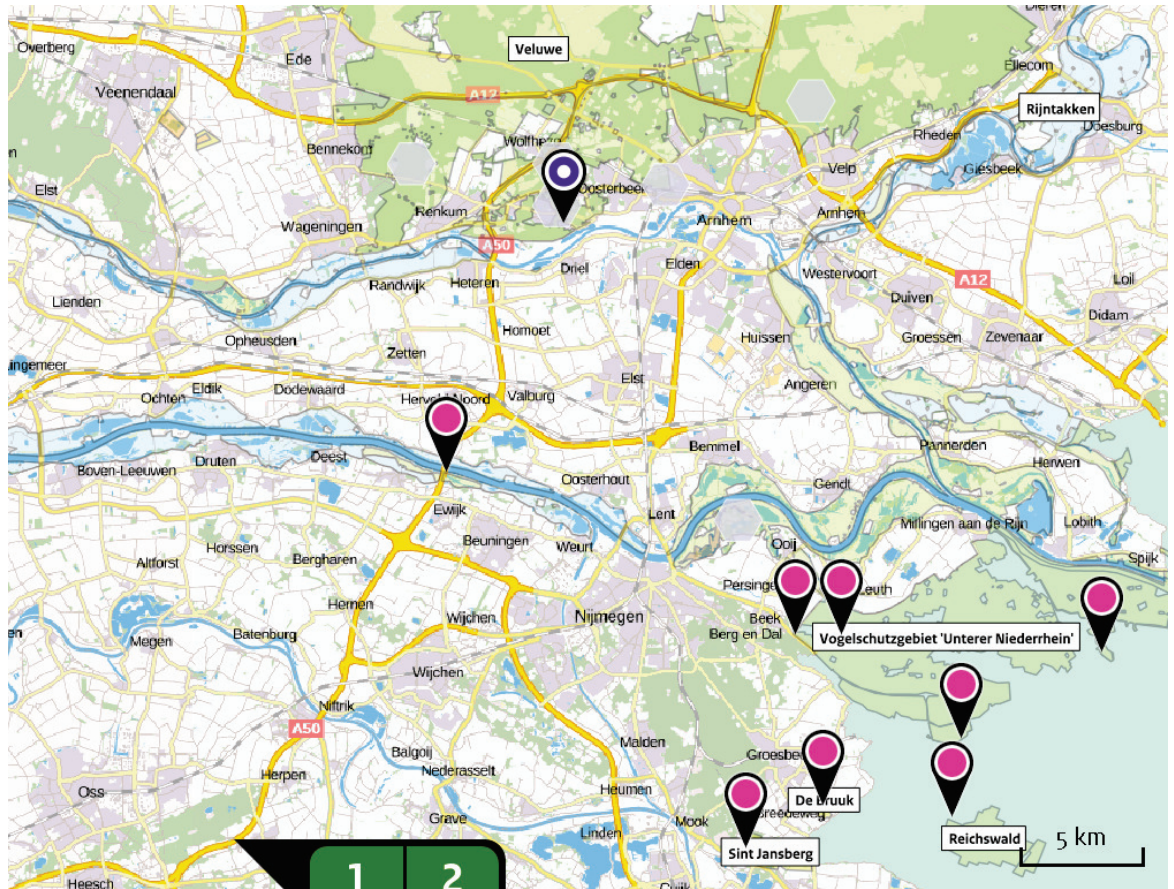 Overberg
Ede
Veluwe
Dieren
Ellecom
Veenendaal
A12
Rijntakken
Doesburg
Rheden
Bennekom
Velp
Giesbeek
Elst
Oosterbeek
Renkum
Wageningen
Arnhem
Arnhem
A50
Driel
Elden
Westervoort
A12
Loil
Randwijk
Heteren
Lienden
Duiven
Didam
Homoet
Huissen
Groessen
Zevenaar
Opheusden
Zetten
ingemeer
Elst
Angeren
Eldik
Dodewaard
Valburg
Ochten
Bemmel
Pannerden
Druten
Deest
Herwen
Boven-Leeuwen
Oosterhout
Gendt
Ewijk
Lent
Millingen aan de Rijn
Lobith
Beuningen
Weurt
Ooij
Horssen
Bergharen
Spijk
Altforst
Leuth
Hernen
Nijmegen
Beek
Wijchen
Batenburg
Berg en Dal
Vogelschutzgebiet 'Unterer Niederrhein'
Megen
Wijchen
Niftrik
A50
Malden
Balgoij
Nederasselt
Herpen
Oss
Heumen
De Bruuk
Grave
Mook
Linden
Reichswald
5 km
Sint Jansberg
Heesch
1
2